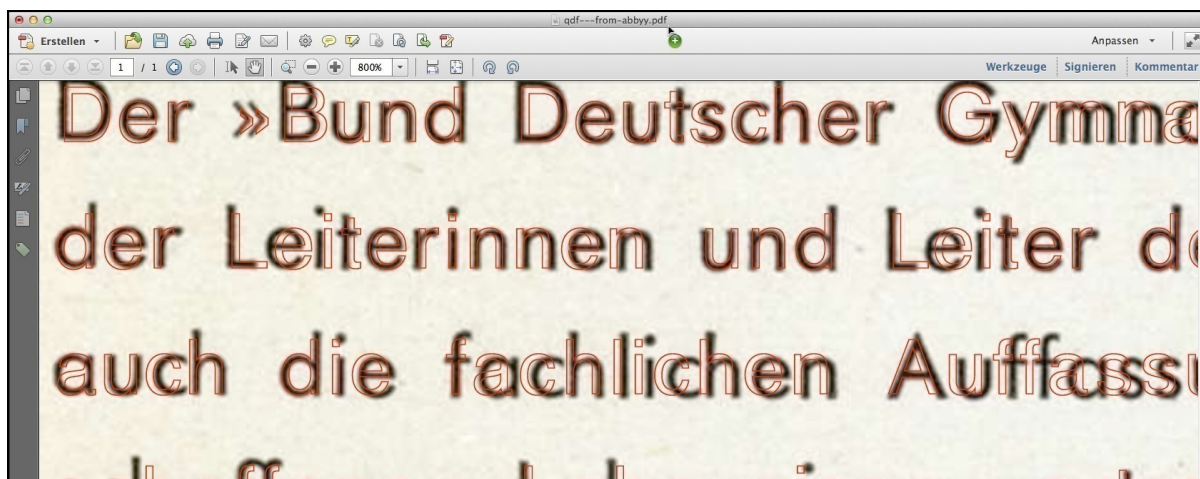 qdf---from-abbyy.pdf
Erstellen
Anpassen
1 / 1
800%
Werkzeuge Signieren Kommentar
Der »Bund Deutscher Gymna
der Leiterinnen und Leiter de
auch die fachlichen Auffassu